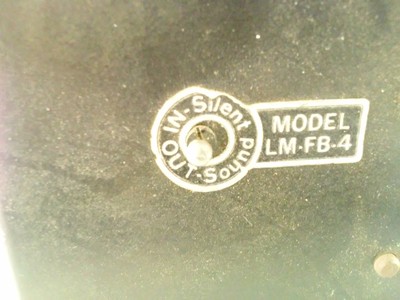 IN-Silent
OUT-Sound
MODEL
LM-FB-4